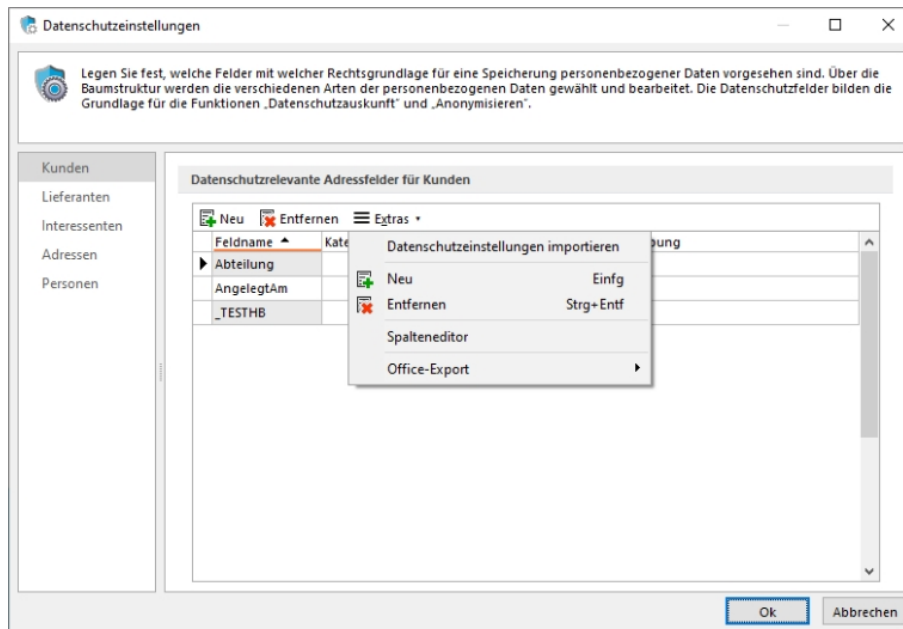 Datenschutzeinstellungen
Legen Sie fest, welche Felder mit welcher Rechtsgrundlage für eine Speicherung personenbezogener Daten vorgesehen sind. Über die
Baumstruktur werden die verschiedenen Arten der personenbezogenen Daten gewählt und bearbeitet. Die Datenschutzfelder bilden die
Grundlage für die Funktionen „Datenschutzauskunft" und „Anonymisieren".
Kunden
Lieferanten
Interessenten
Adressen
Personen
Datenschutzrelevante Adressfelder für Kunden
Neu Entfernen Extras
Feldname Kate
Abteilung
AngelegtAm
_TESTHB
Datenschutzeinstellungen importieren
Neu Einfg
Entfernen Strg+Entf
Spalteneditor
Office-Export
Ok Abbrechen